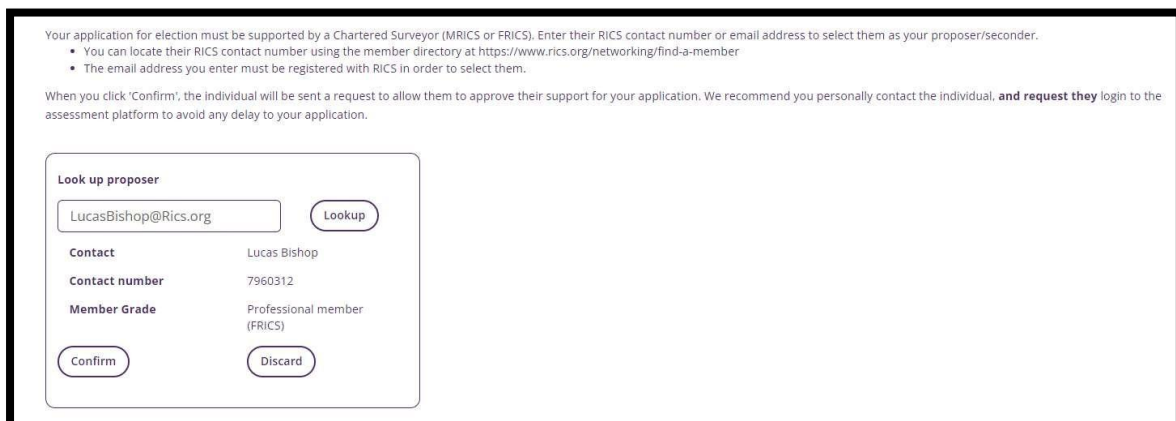 Your application for election must be supported by a Chartered Surveyor (MRICS or FRICS). Enter their RICS contact number or email address to select them as your proposer/seconder.
• You can locate their RICS contact number using the member directory at https://www.rics.org/networking/find-a-member
• The email address you enter must be registered with RICS in order to select them.
When you click 'Confirm', the individual will be sent a request to allow them to approve their support for your application. We recommend you personally contact the individual, and request they login to the
assessment platform to avoid any delay to your application.
Look up proposer
LucasBishop@Rics.org Lookup
Contact Lucas Bishop
Contact number 7960312
Member Grade Professional member
(FRICS)
Confirm Discard